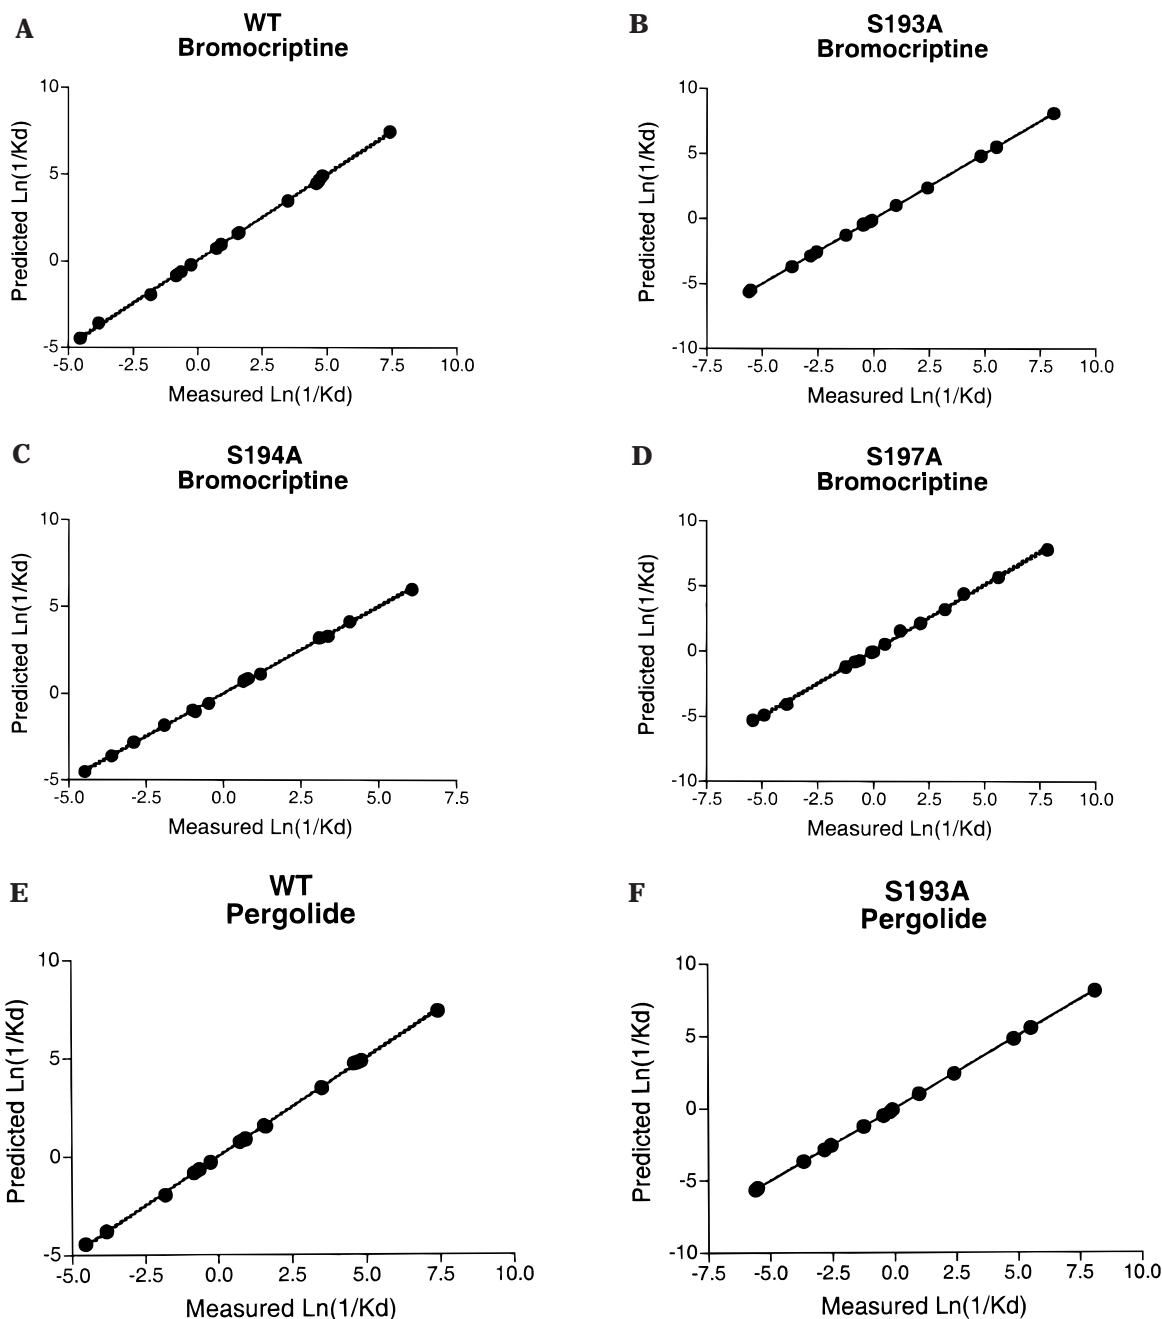 A
WT
Bromocriptine
Predicted Ln(1/Kd)
10
5
0
-5
-5.0 -2.5 0.0 2.5 5.0 7.5 10.0
Measured Ln(1/Kd)
B
S193A
Bromocriptine
Predicted Ln(1/Kd)
10
5
0
-5
-10
-7.5 -5.0 -2.5 0.0 2.5 5.0 7.5 10.0
Measured Ln(1/Kd)
C
S194A
Bromocriptine
Predicted Ln(1/Kd)
10
5
0
-5
-5.0 -2.5 0.0 2.5 5.0 7.5
Measured Ln(1/Kd)
D
S197A
Bromocriptine
Predicted Ln(1/Kd)
10
5
0
-5
-10
-7.5 -5.0 -2.5 0.0 2.5 5.0 7.5 10.0
Measured Ln(1/Kd)
E
WT
Pergolide
Predicted Ln(1/Kd)
10
5
0
-5
-5.0 -2.5 0.0 2.5 5.0 7.5 10.0
Measured Ln(1/Kd)
F
S193A
Pergolide
Predicted Ln(1/Kd)
10
5
0
-5
-10
-7.5 -5.0 -2.5 0.0 2.5 5.0 7.5 10.0
Measured Ln(1/Kd)